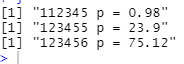 [1] "112345 p = 0.98"
[1] "123455 p = 23.9"
[1] "123456 p = 75.12"
>